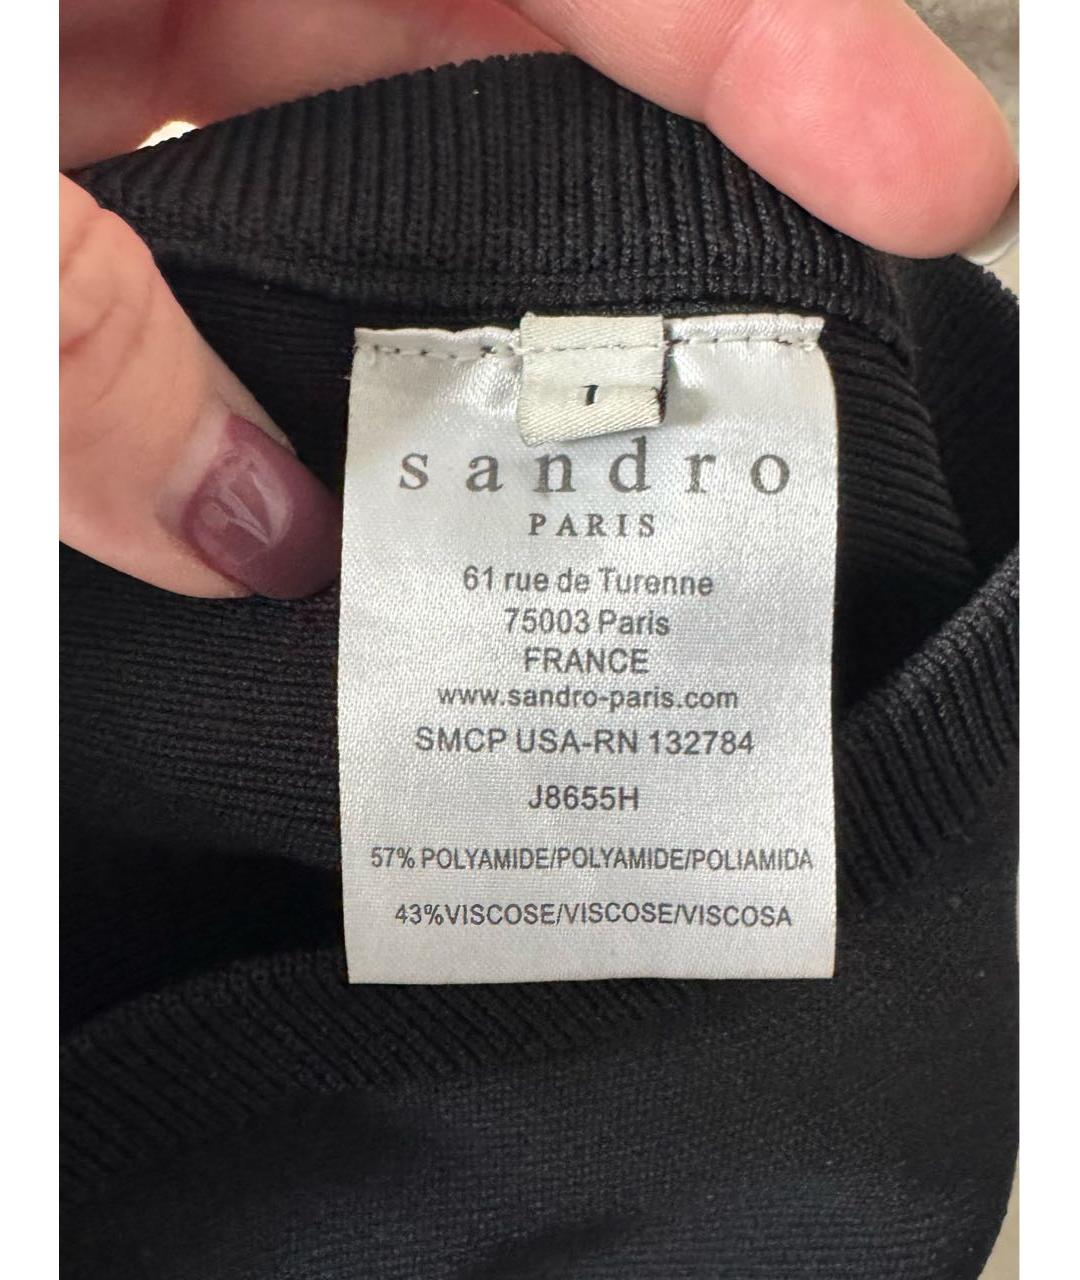 1
sandro
PARIS
61 rue de Turenne
75003 Paris
FRANCE
www.sandro-paris.com
SMCP USA-RN 132784
J8655H
57% POLYAMIDE/POLYAMIDE/POLIAMIDA
43%VISCOSE/VISCOSE/VISCOSA